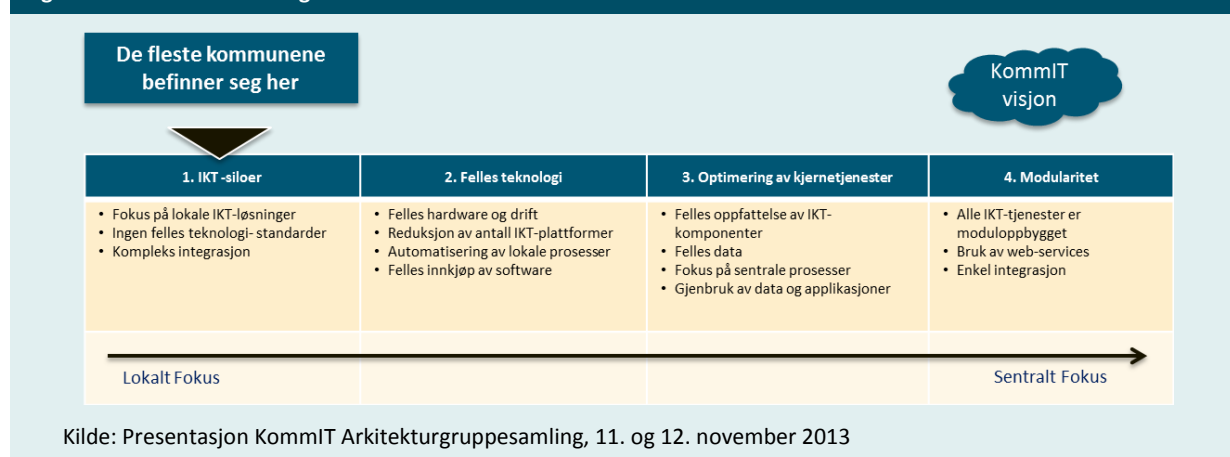 De fleste kommunene
befinner seg her
KommIT
visjon
1. IKT -siloer
2. Felles teknologi
3. Optimering av kjernetjenester
4. Modularitet
• Fokus på lokale IKT-løsninger
• Ingen felles teknologi- standarder
• Kompleks integrasjon
• Felles hardware og drift
• Reduksjon av antall IKT-plattformer
• Automatisering av lokale prosesser
• Felles innkjøp av software
• Felles oppfattelse av IKT-
komponenter
• Felles data
• Fokus på sentrale prosesser
• Gjenbruk av data og applikasjoner
• Alle IKT-tjenester er
moduloppbygget
• Bruk av web-services
• Enkel integrasjon
Lokalt Fokus
Sentralt Fokus
Kilde: Presentasjon KommIT Arkitekturgruppesamling, 11. og 12. november 2013